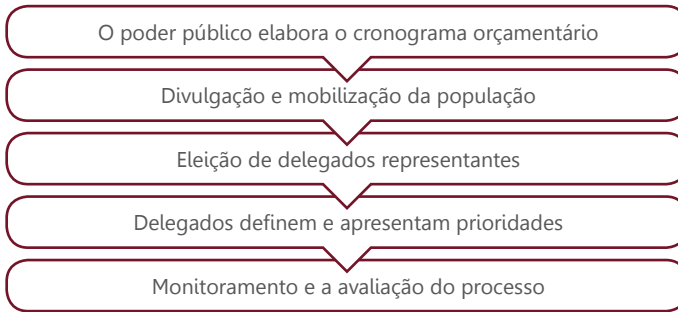 O poder público elabora o cronograma orçamentário
Divulgação e mobilização da população
Eleição de delegados representantes
Delegados definem e apresentam prioridades
Monitoramento e a avaliação do processo